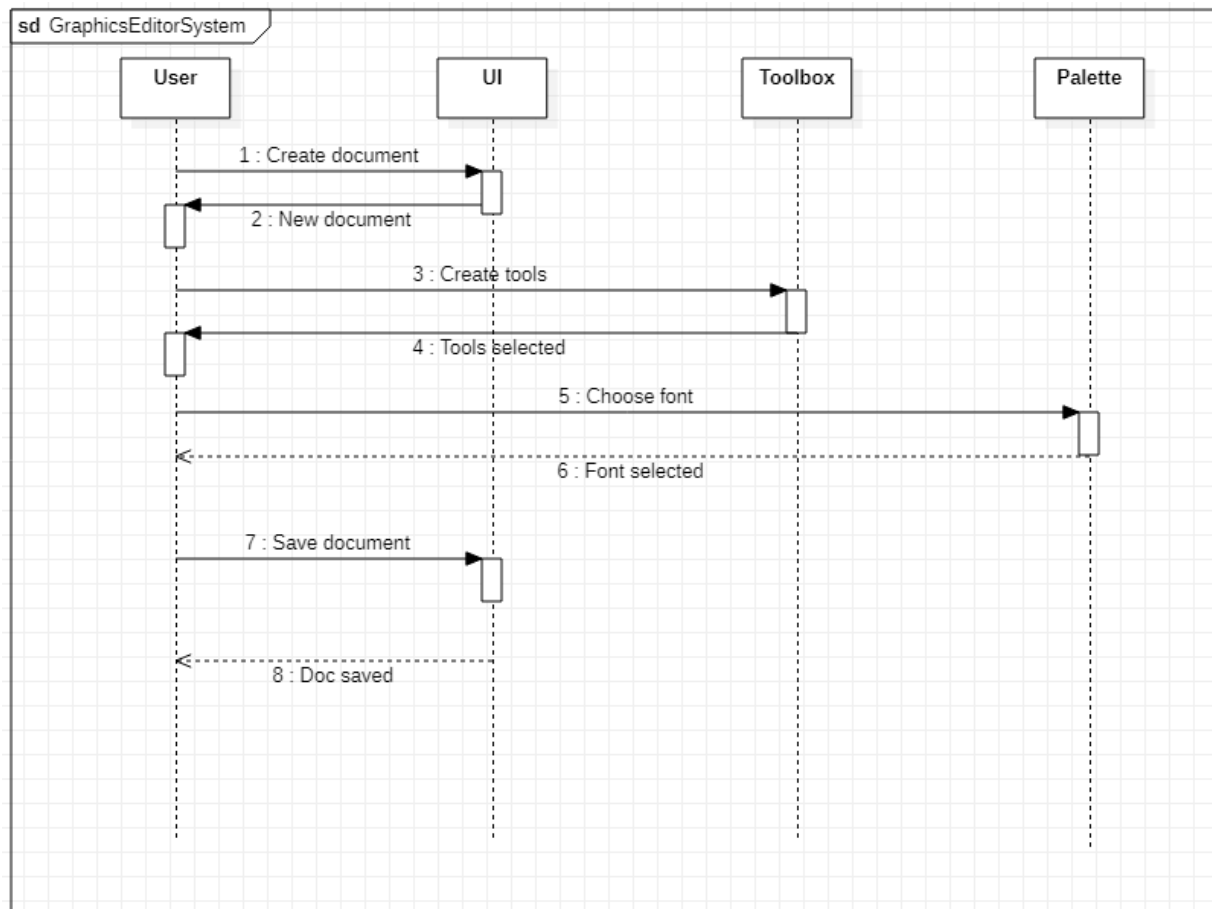 sd GraphicsEditorSystem
User
UI
Toolbox
Palette
1 : Create document
2 : New document
3 : Create tools
4 : Tools selected
5 : Choose font
6 : Font selected
7 : Save document
8 : Doc saved